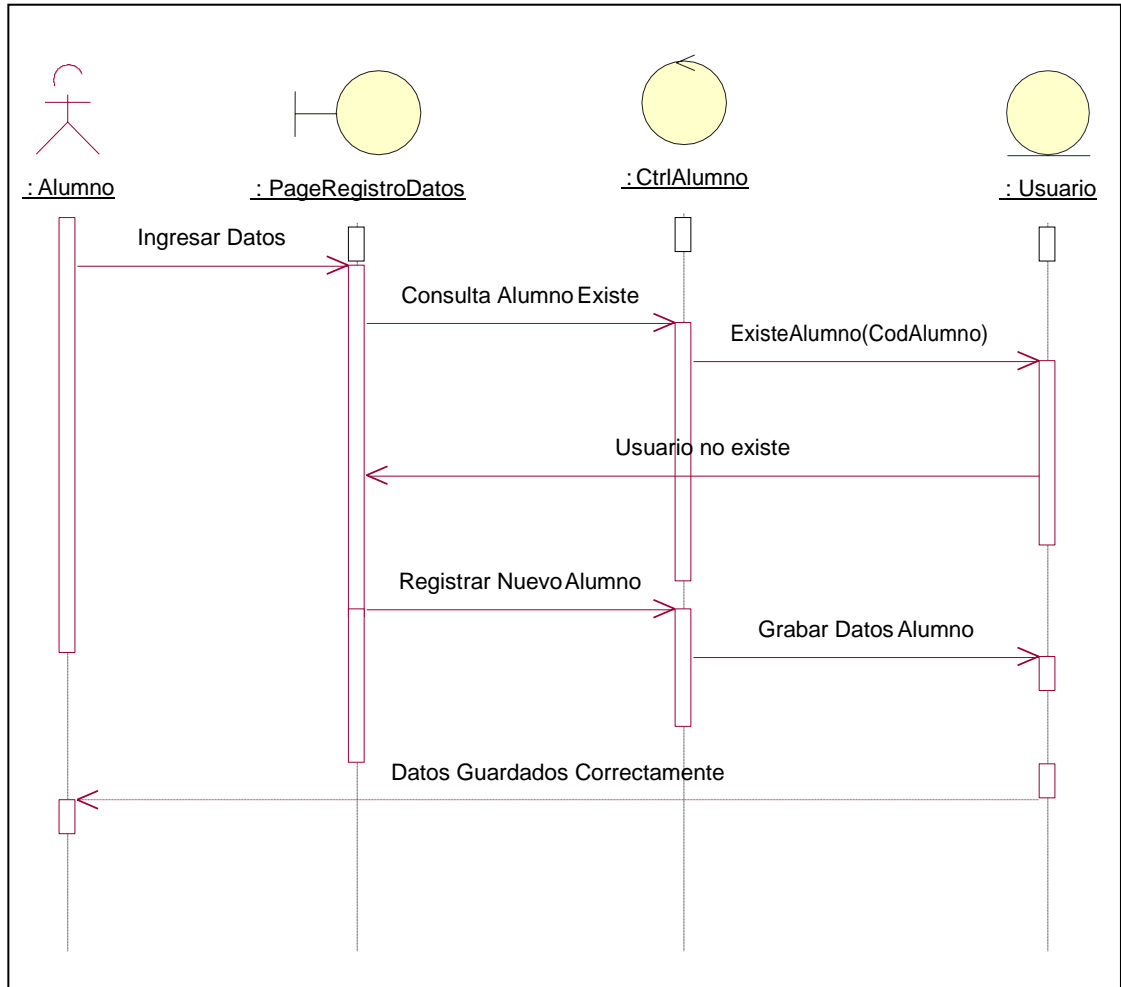 : Alumno
: PageRegistroDatos
: CtrlAlumno
: Usuario
Ingresar Datos
Consulta Alumno Existe
ExisteAlumno(CodAlumno)
Usuario no existe
Registrar Nuevo Alumno
Grabar Datos Alumno
Datos Guardados Correctamente